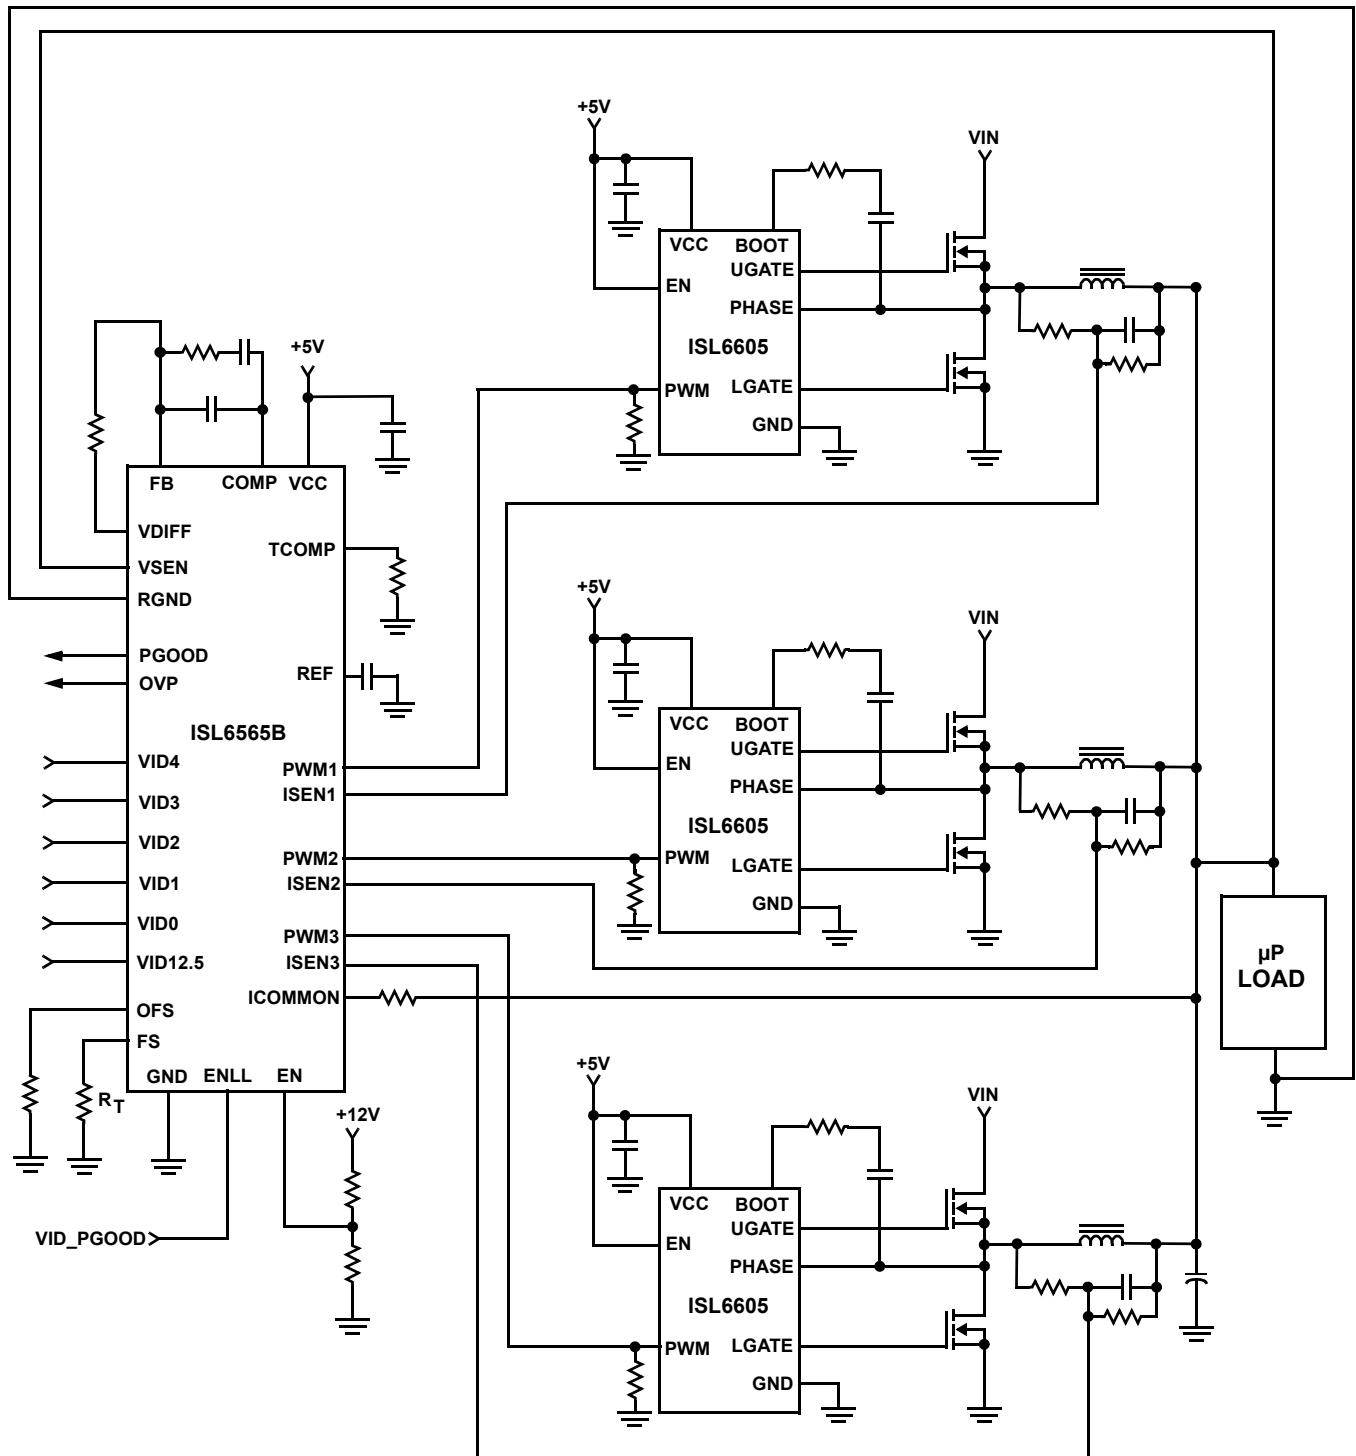 +5V
VIN
VCC
BOOT
UGATE
EN
PHASE
ISL6605
PWM
LGATE
GND
+5V
FB
COMP
VCC
VDIFF
VSEN
RGND
TCOMP
PGOOD
OVP
REF
ISL6565B
VID4
VID3
VID2
VID1
VID0
VID12.5
OFS
FS
PWM1
ISEN1
PWM2
ISEN2
PWM3
ISEN3
ICOMMON
GND
ENLL
EN
RT
+12V
VID_PGOOD
+5V
VIN
VCC
BOOT
UGATE
EN
PHASE
ISL6605
PWM
LGATE
GND
µP
LOAD
+5V
VIN
VCC
BOOT
UGATE
EN
PHASE
ISL6605
PWM
LGATE
GND